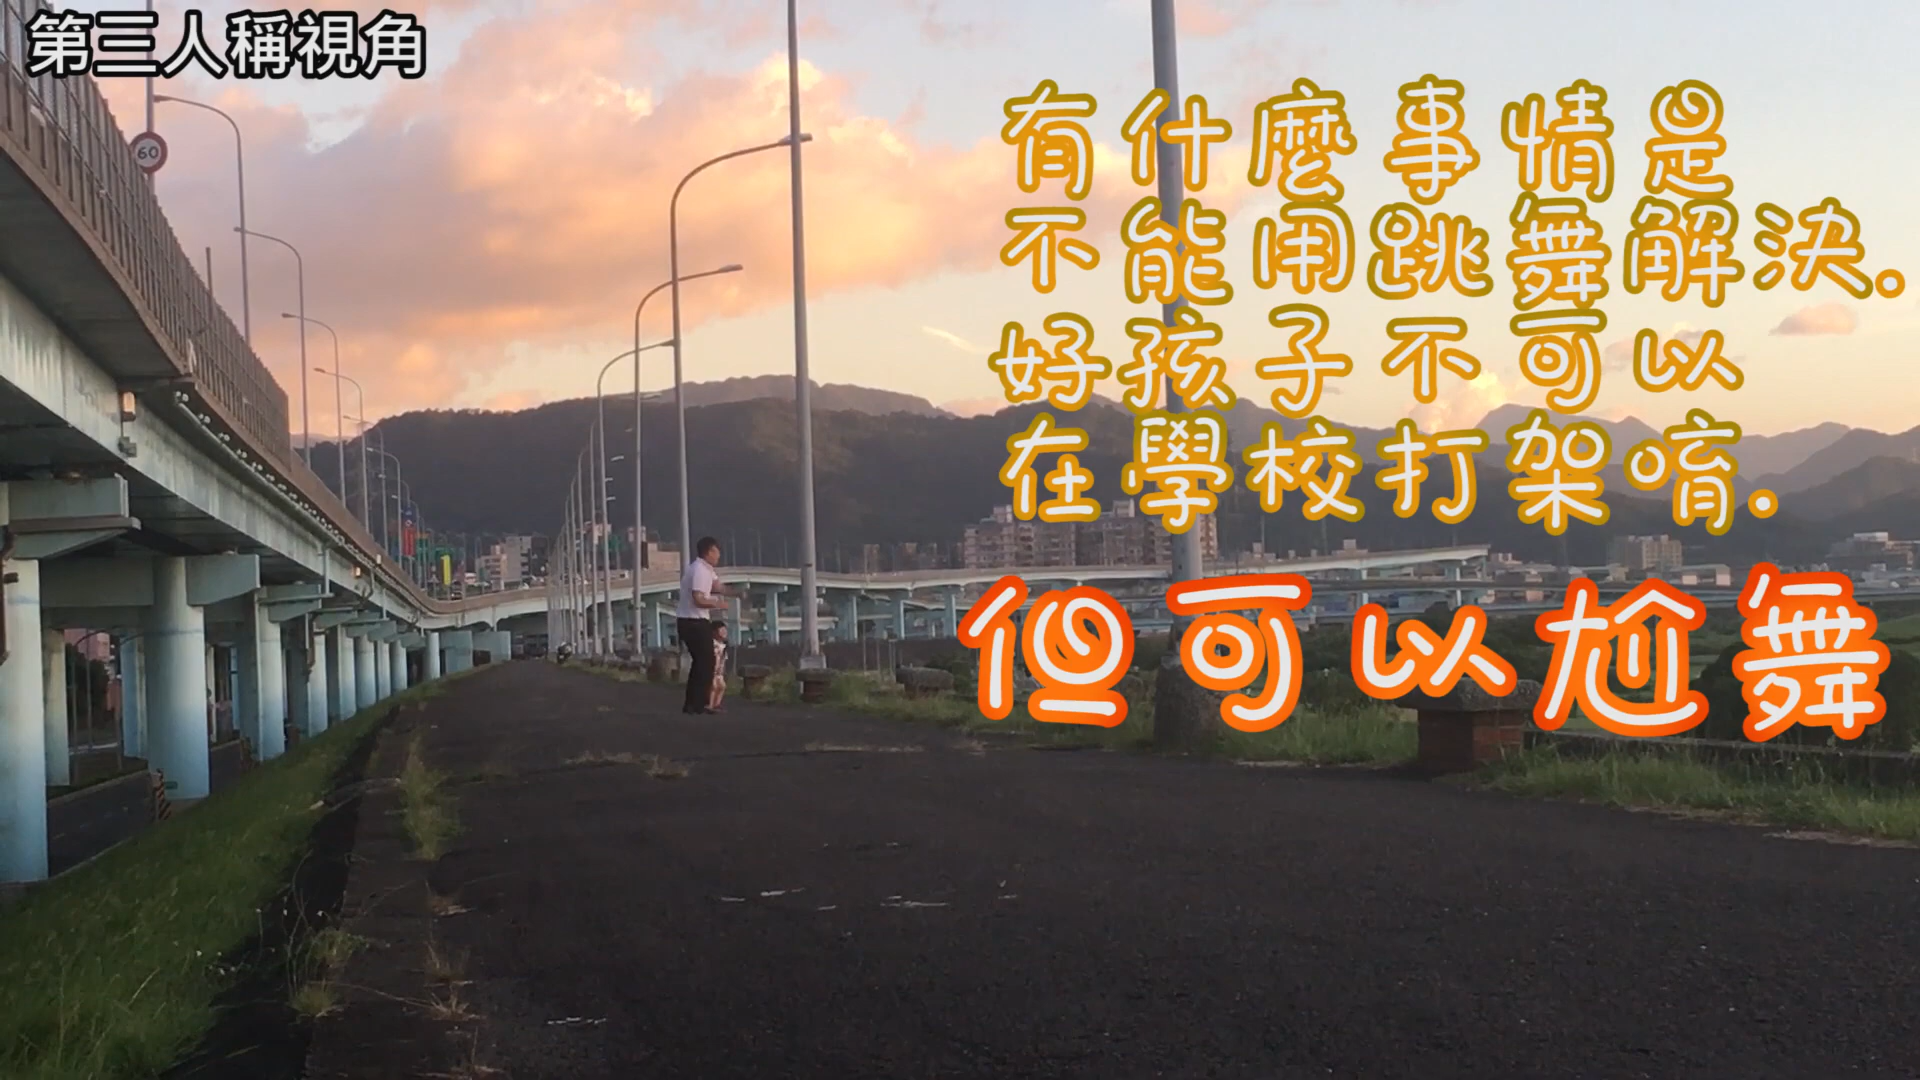 第三人稱視角
60
有什麼事情是
不能用跳舞解決.
好孩子不可以
在學校打架唷.
但可以尬舞